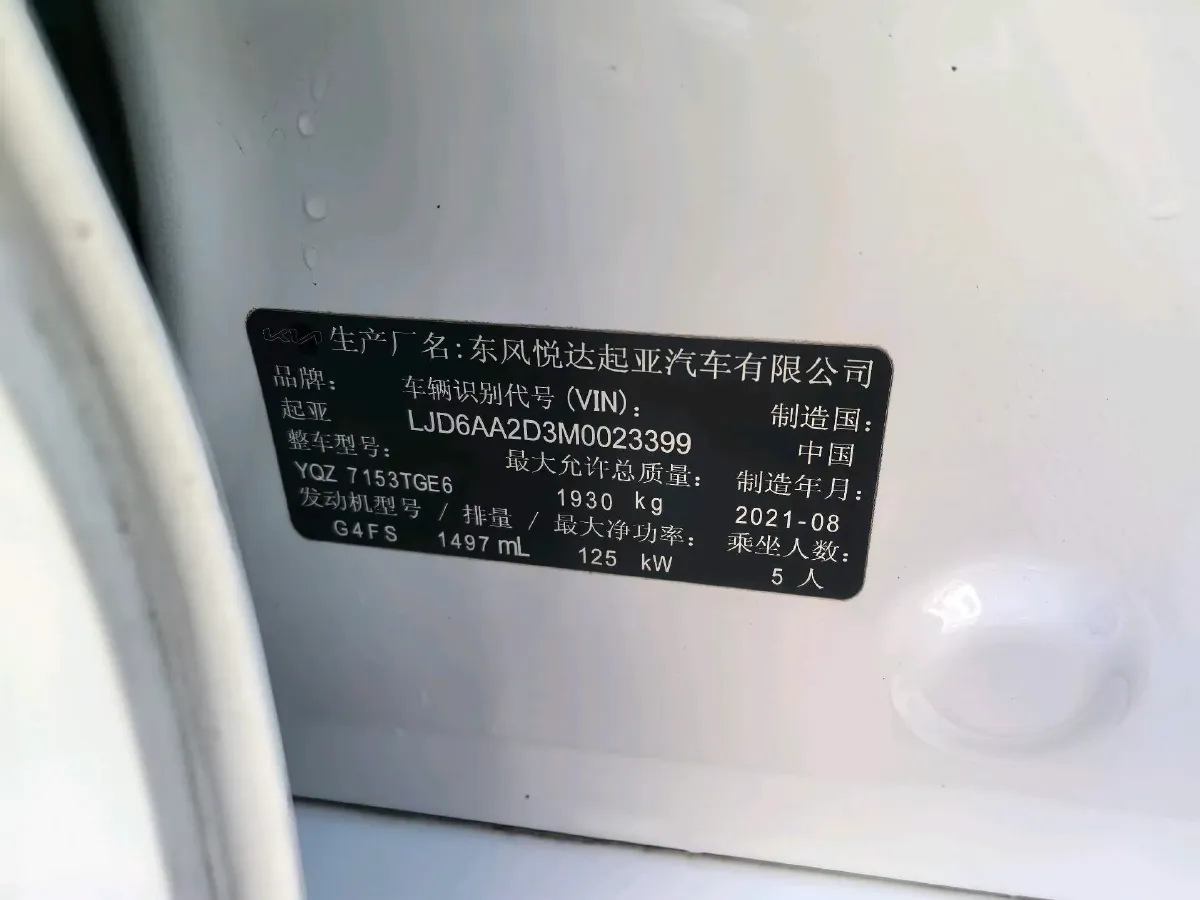 KIA 生产厂名:东风悦达起亚汽车有限公司
品牌: 车辆识别代号(VIN): 制造国:
起亚 LJD6AA2D3M0023399 中国
整车型号: 最大允许总质量: 制造年月:
YQZ 7153TGE6 1930 kg 2021-08
发动机型号 / 排量 / 最大净功率: 乘坐人数:
G4FS 1497 mL 125 kW 5 人